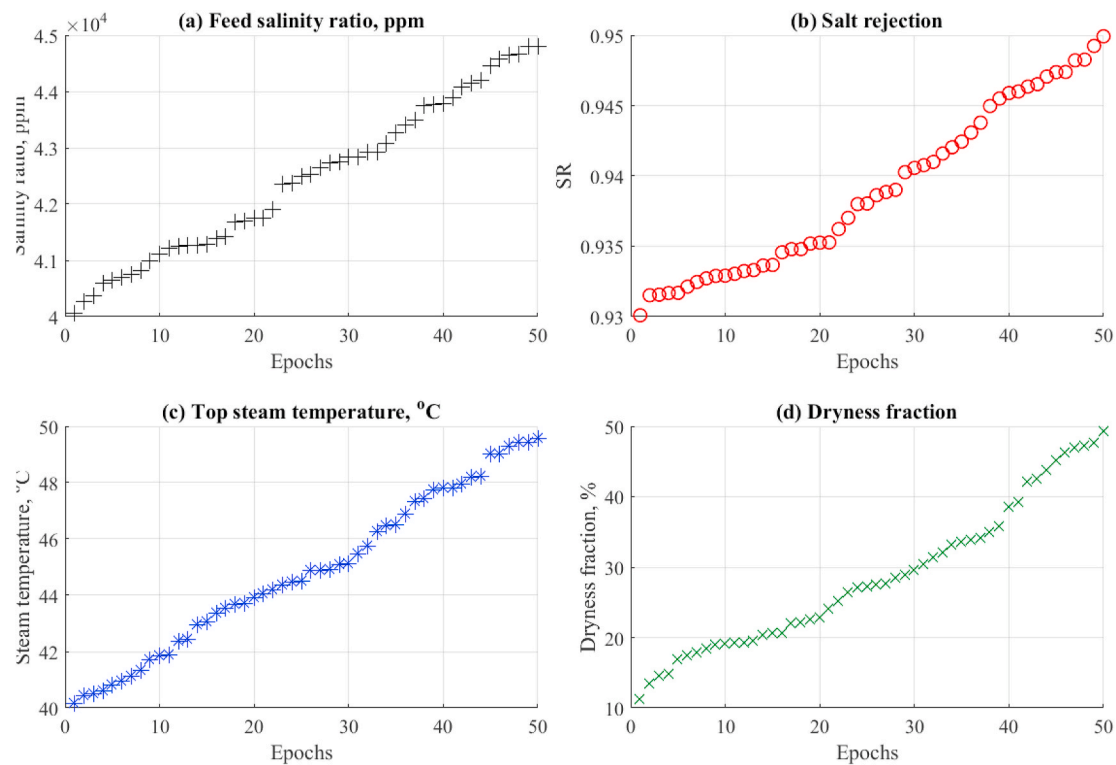 (a) Feed salinity ratio, ppm
×10⁴
4.5
4.4
4.3
4.2
4.1
4
Salinity ratio, ppm
0 10 20 30 40 50
Epochs
(b) Salt rejection
0.95
0.945
0.94
0.935
0.93
SR
0 10 20 30 40 50
Epochs
(c) Top steam temperature, °C
50
48
46
44
42
40
Steam temperature, °C
0 10 20 30 40 50
Epochs
(d) Dryness fraction
50
40
30
20
10
Dryness fraction, %
0 10 20 30 40 50
Epochs